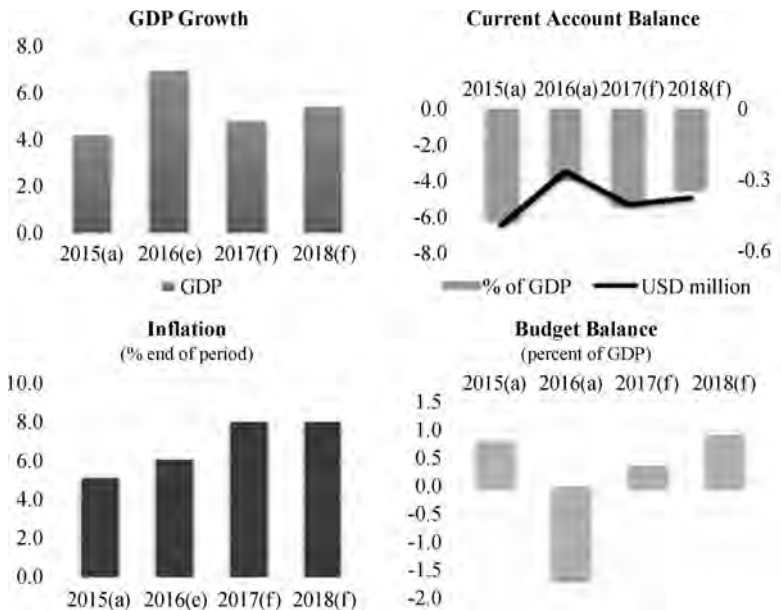 GDP Growth
8.0
6.0
4.0
2.0
0.0
2015(a) 2016(e) 2017(f) 2018(f)
GDP
Current Account Balance
2015(a) 2016(a) 2017(f) 2018(f)
0.0
-2.0
-4.0
-6.0
-8.0
0
-0.3
-0.6
% of GDP USD million
Inflation
(% end of period)
10.0
8.0
6.0
4.0
2.0
0.0
2015(a) 2016(e) 2017(f) 2018(f)
Budget Balance
(percent of GDP)
2015(a) 2016(a) 2017(f) 2018(f)
1.5
1.0
0.5
0.0
-0.5
-1.0
-1.5
-2.0